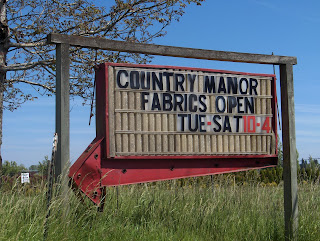 COUNTRY MANOR
FABRICS OPEN
TUE-SAT 10-4